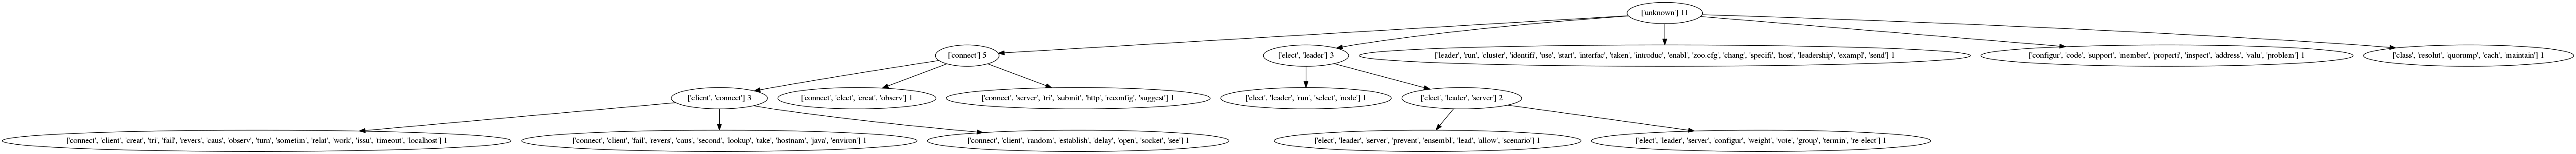 ['unknown'] 11
['connect'] 5
['elect', 'leader'] 3
['leader', 'run', 'cluster', 'identifi', 'use', 'start', 'interfac', 'taken', 'introduc', 'enabl', 'zoo.cfg', 'chang', 'specifi', 'host', 'leadership', 'exampl', 'send'] 1
['configur', 'code', 'support', 'member', 'properti', 'inspect', 'address', 'valu', 'problem'] 1
['class', 'resolut', 'quorump', 'cach', 'maintain'] 1
['client', 'connect'] 3
['connect', 'elect', 'creat', 'observ'] 1
['connect', 'server', 'tri', 'submit', 'http', 'reconfig', 'suggest'] 1
['elect', 'leader', 'run', 'select', 'node'] 1
['elect', 'leader', 'server'] 2
['connect', 'client', 'creat', 'tri', 'fail', 'revers', 'caus', 'observ', 'turn', 'sometim', 'relat', 'work', 'issu', 'timeout', 'localhost'] 1
['connect', 'client', 'fail', 'revers', 'caus', 'second', 'lookup', 'take', 'hostnam', 'java', 'environ'] 1
['connect', 'client', 'random', 'establish', 'delay', 'open', 'socket', 'see'] 1
['elect', 'leader', 'server', 'prevent', 'ensembl', 'lead', 'allow', 'scenario'] 1
['elect', 'leader', 'server', 'configur', 'weight', 'vote', 'group', 'termin', 're-elect'] 1